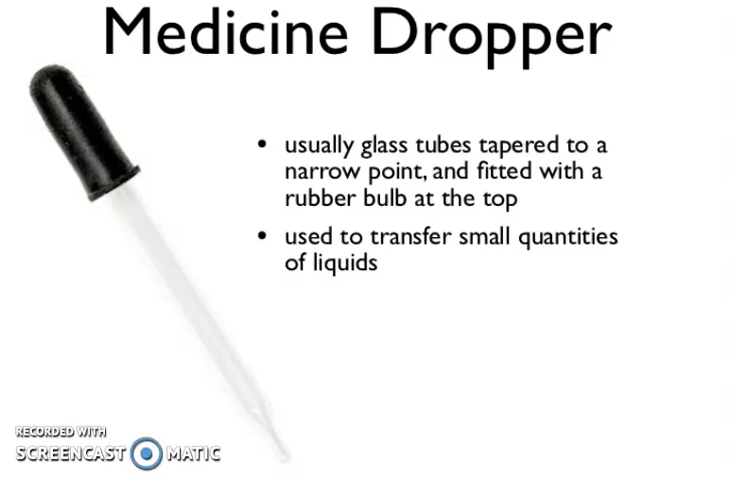 Medicine Dropper
• usually glass tubes tapered to a
narrow point, and fitted with a
rubber bulb at the top
• used to transfer small quantities
of liquids
RECORDED WITH
SCREENCAST MATIC